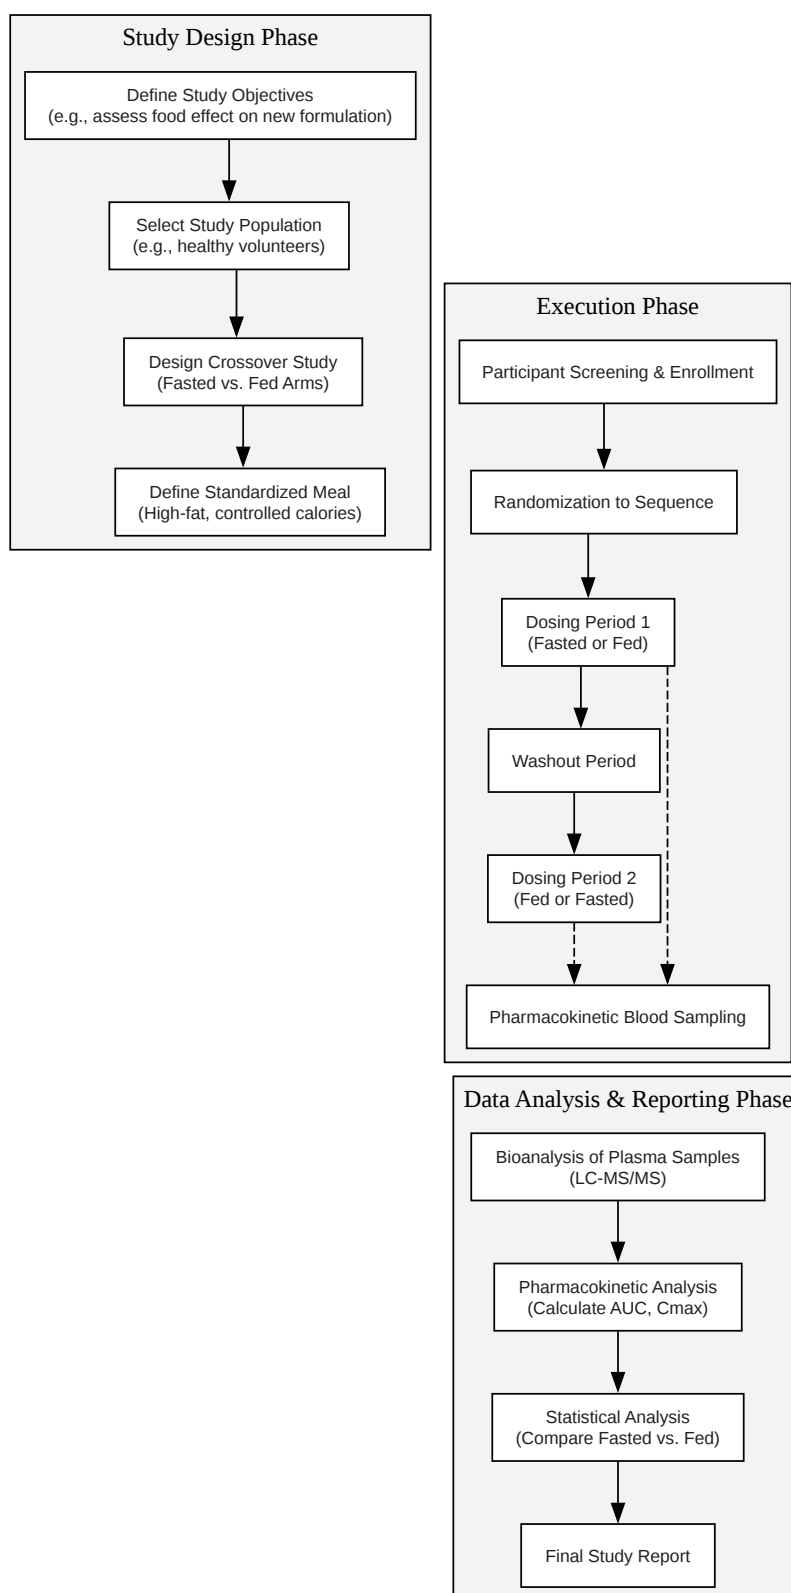 Study Design Phase
Define Study Objectives
(e.g., assess food effect on new formulation)
Select Study Population
(e.g., healthy volunteers)
Design Crossover Study
(Fasted vs. Fed Arms)
Define Standardized Meal
(High-fat, controlled calories)
Execution Phase
Participant Screening & Enrollment
Randomization to Sequence
Dosing Period 1
(Fasted or Fed)
Washout Period
Dosing Period 2
(Fed or Fasted)
Pharmacokinetic Blood Sampling
Data Analysis & Reporting Phase
Bioanalysis of Plasma Samples
(LC-MS/MS)
Pharmacokinetic Analysis
(Calculate AUC, Cmax)
Statistical Analysis
(Compare Fasted vs. Fed)
Final Study Report